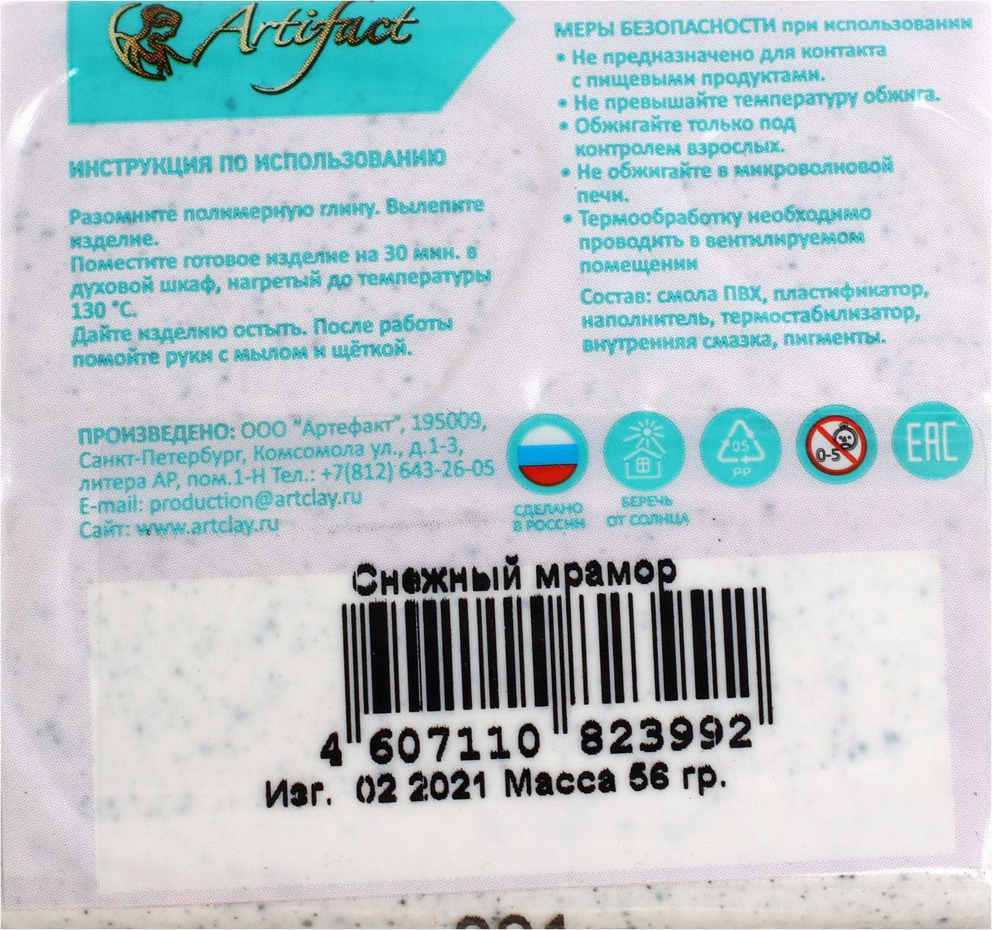 Artifact
ИНСТРУКЦИЯ ПО ИСПОЛЬЗОВАНИЮ
Разомните полимерную глину. Вылепите
изделие.
Поместите готовое изделие на 30 мин. в
духовой шкаф, нагретый до температуры
130 °C.
Дайте изделию остыть. После работы
помойте руки с мылом и щёткой.
МЕРЫ БЕЗОПАСНОСТИ при использовании
• Не предназначено для контакта
с пищевыми продуктами.
• Не превышайте температуру обжига.
• Обжигайте только под
контролем взрослых.
• Не обжигайте в микроволновой
печи.
• Термообработку необходимо
проводить в вентилируемом
помещении
Состав: смола ПВХ, пластификатор,
наполнитель, термостабилизатор,
внутренняя смазка, пигменты.
ПРОИЗВЕДЕНО: ООО "Артефакт", 195009,
Санкт-Петербург, Комсомола ул., д.1-3,
литера АР, пом.1-Н Тел.: +7(812) 643-26-05
E-mail: production@artclay.ru
Сайт: www.artclay.ru
СДЕЛАНО
В РОССИИ
БЕРЕЧЬ
ОТ СОЛНЦА
05
PP
0-5
EAC
Снежный мрамор
4 607110 823992
Изг. 02 2021 Масса 56 гр.